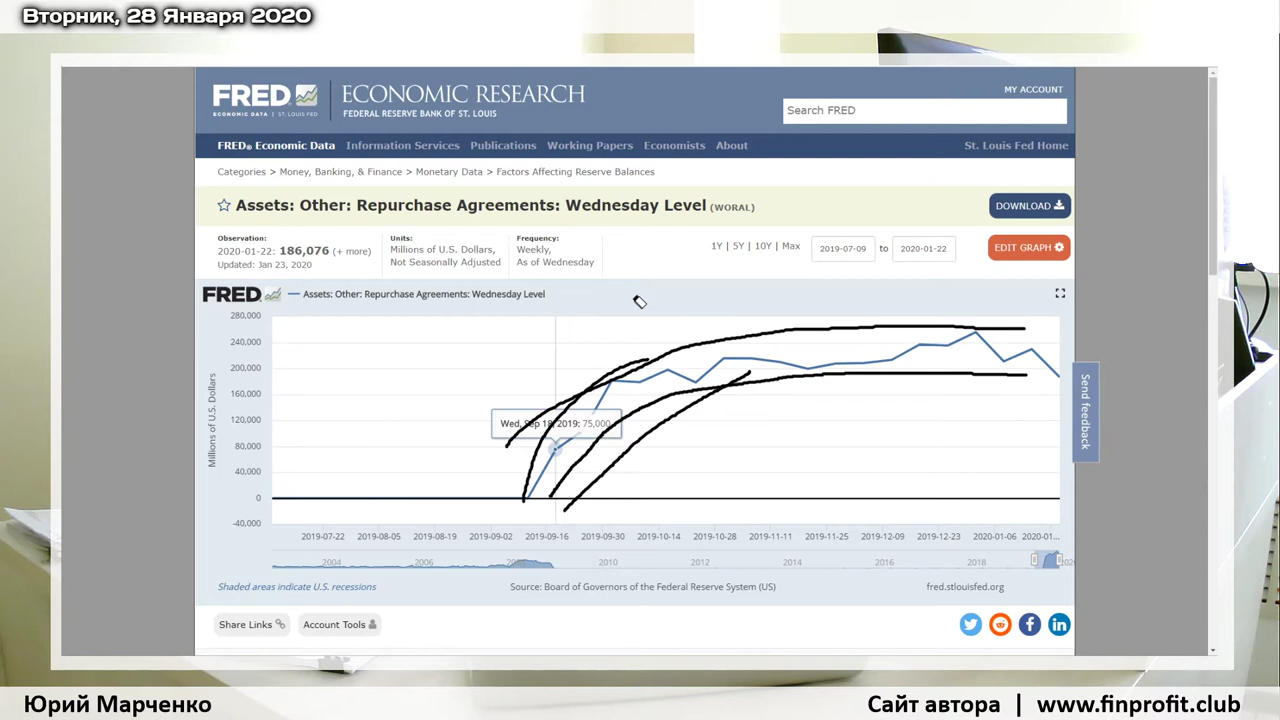 Вторник, 28 Января 2020
FRED ECONOMIC RESEARCH
ECONOMIC DATA | ST. LOUIS FED
FEDERAL RESERVE BANK OF ST. LOUIS
MY ACCOUNT
Search FRED
FRED® Economic Data Information Services Publications Working Papers Economists About St. Louis Fed Home
Categories > Money, Banking, & Finance > Monetary Data > Factors Affecting Reserve Balances
Assets: Other: Repurchase Agreements: Wednesday Level (WORAL)
DOWNLOAD
Observation:
2020-01-22: 186,076 (+ more)
Updated: Jan 23, 2020
Units:
Millions of U.S. Dollars,
Not Seasonally Adjusted
Frequency:
Weekly,
As of Wednesday
1Y | 5Y | 10Y | Max
2019-07-09 to 2020-01-22
EDIT GRAPH
FRED Assets: Other: Repurchase Agreements: Wednesday Level
Millions of U.S. Dollars
280,000
240,000
200,000
160,000
120,000
80,000
40,000
0
-40,000
Wed, Sep 18, 2019: 75,000
2019-07-22 2019-08-05 2019-08-19 2019-09-02 2019-09-16 2019-09-30 2019-10-14 2019-10-28 2019-11-11 2019-11-25 2019-12-09 2019-12-23 2020-01-06 2020-01...
2004 2006 2010 2012 2014 2016 2018
Shaded areas indicate U.S. recessions
Source: Board of Governors of the Federal Reserve System (US)
fred.stlouisfed.org
Send feedback
Share Links Account Tools
Юрий Марченко
Сайт автора | www.finprofit.club